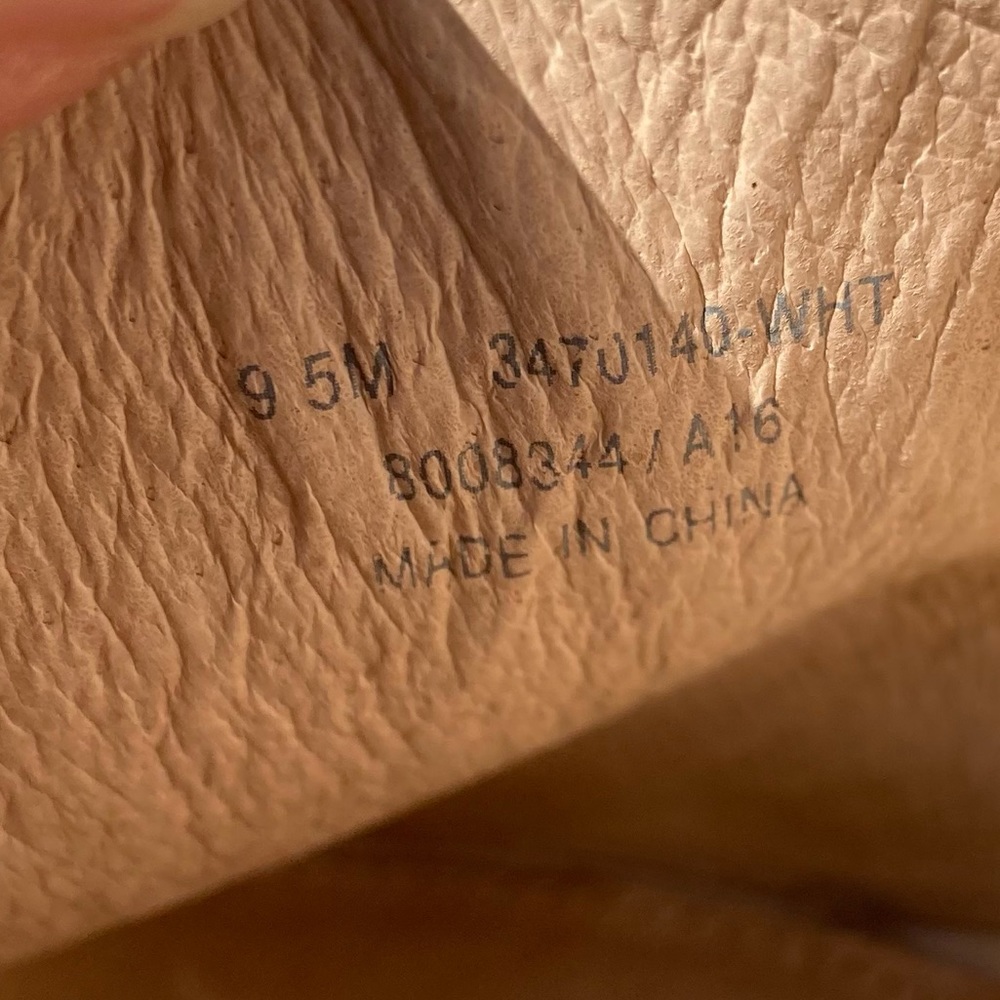 9 5M 3470140-WHT
8008344 / A16
MADE IN CHINA